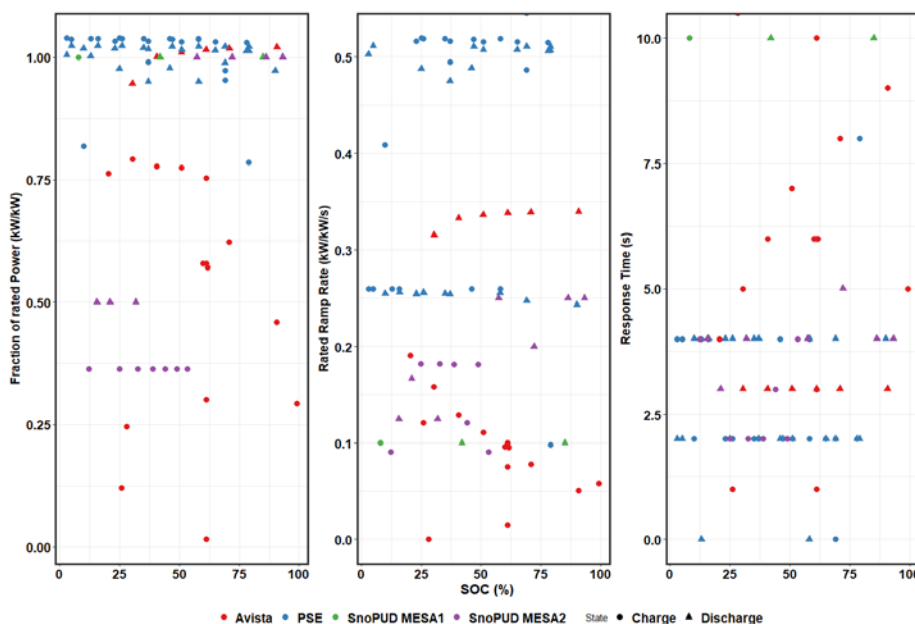 Fraction of rated Power (kW/kW)
1.00
0.75
0.50
0.25
0.00
0 25 50 75 100
Rated Ramp Rate (kW/kW/s)
0.5
0.4
0.3
0.2
0.1
0.0
0 25 50 75 100
SOC (%)
Response Time (s)
10.0
7.5
5.0
2.5
0.0
0 25 50 75 100
Avista PSE SnoPUD MESA1 SnoPUD MESA2 State Charge Discharge